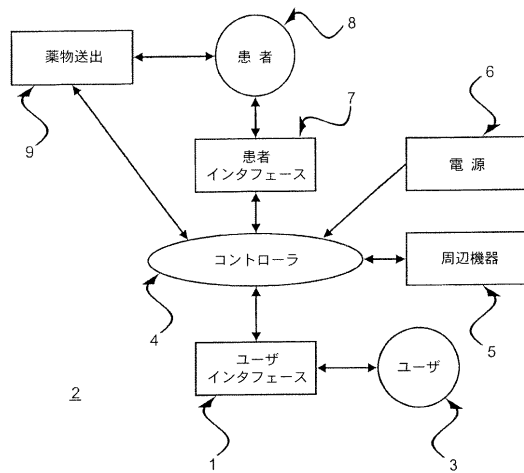 8
薬物送出
患 者
6
7
9
患者
インタフェース
電 源
コントローラ
周辺機器
4
5
ユーザ
インタフェース
ユーザ
2
1
3